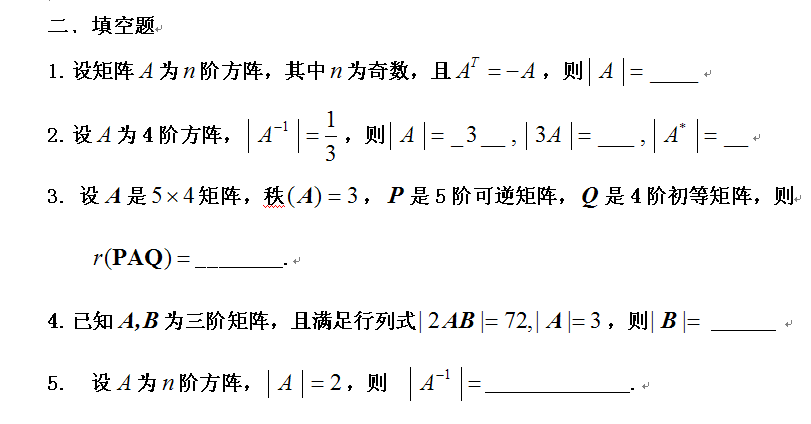 二. 填空题
1. 设矩阵 A 为 n 阶方阵，其中 n 为奇数，且 A^T = -A，则| A |= ____
2. 设 A 为 4 阶方阵，| A^{-1} |= 1/3，则| A |= _3__ ,| 3A |= ___ ,| A^* |= __
3. 设 A 是 5×4 矩阵，秩(A) = 3，P 是 5 阶可逆矩阵，Q 是 4 阶初等矩阵，则
r(PAQ) = ________.
4. 已知 A,B 为三阶矩阵，且满足行列式| 2AB |= 72,| A |= 3，则| B |= ______
5. 设 A 为 n 阶方阵，| A |= 2，则 | A^{-1} |=______________.